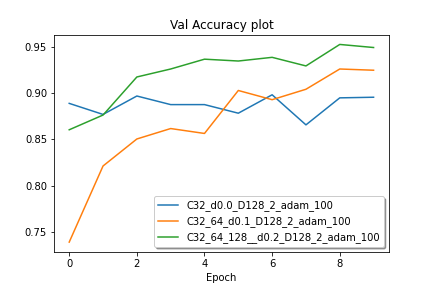 Val Accuracy plot
0.95
0.90
0.85
0.80
0.75
C32_d0.0_D128_2_adam_100
C32_64_d0.1_D128_2_adam_100
C32_64_128__d0.2_D128_2_adam_100
0 2 4 6 8
Epoch